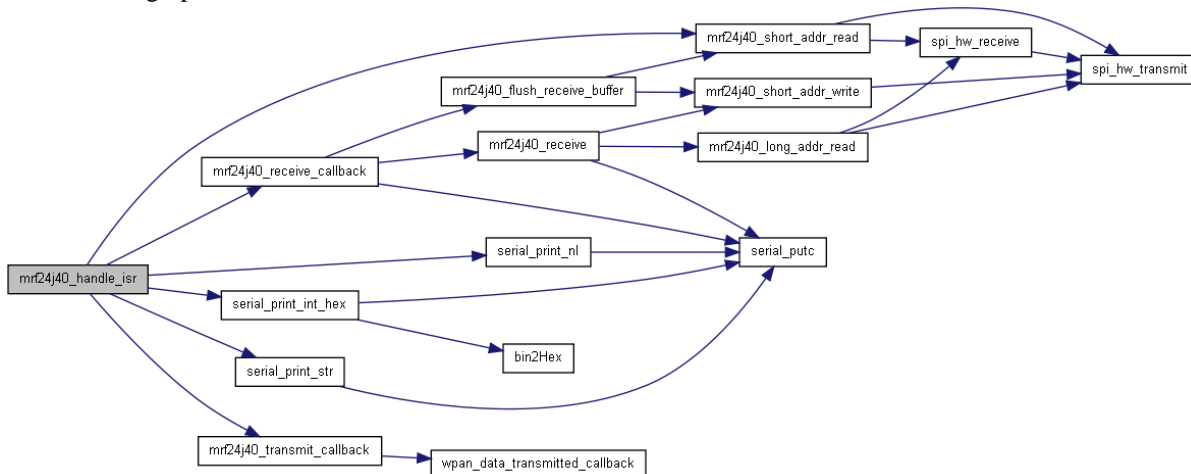 mrf24j40_short_addr_read
spi_hw_receive
spi_hw_transmit
mrf24j40_flush_receive_buffer
mrf24j40_short_addr_write
mrf24j40_receive
mrf24j40_long_addr_read
mrf24j40_receive_callback
serial_print_nl
serial_putc
mrf24j40_handle_isr
serial_print_int_hex
bin2Hex
serial_print_str
mrf24j40_transmit_callback
wpan_data_transmitted_callback